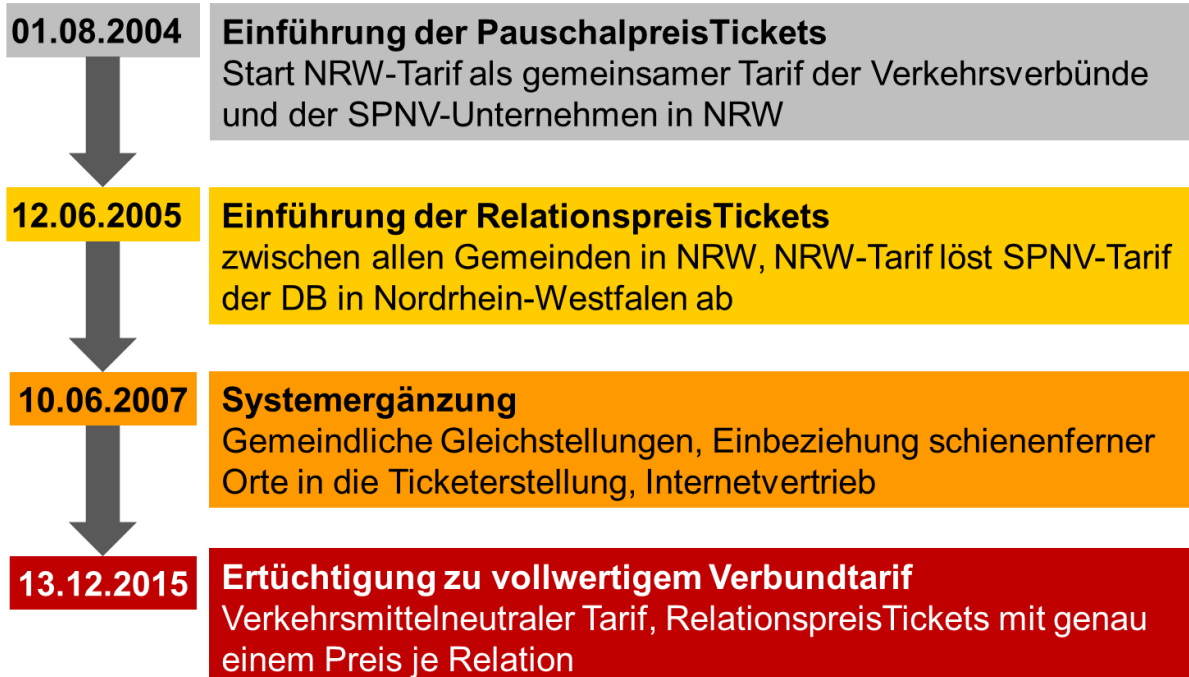 01.08.2004
Einführung der PauschalpreisTickets
Start NRW-Tarif als gemeinsamer Tarif der Verkehrsverbünde
und der SPNV-Unternehmen in NRW
12.06.2005
Einführung der RelationspreisTickets
zwischen allen Gemeinden in NRW, NRW-Tarif löst SPNV-Tarif
der DB in Nordrhein-Westfalen ab
10.06.2007
Systemergänzung
Gemeindliche Gleichstellungen, Einbeziehung schienenferner
Orte in die Ticketerstellung, Internetvertrieb
13.12.2015
Ertüchtigung zu vollwertigem Verbundtarif
Verkehrsmittelneutraler Tarif, RelationspreisTickets mit genau
einem Preis je Relation